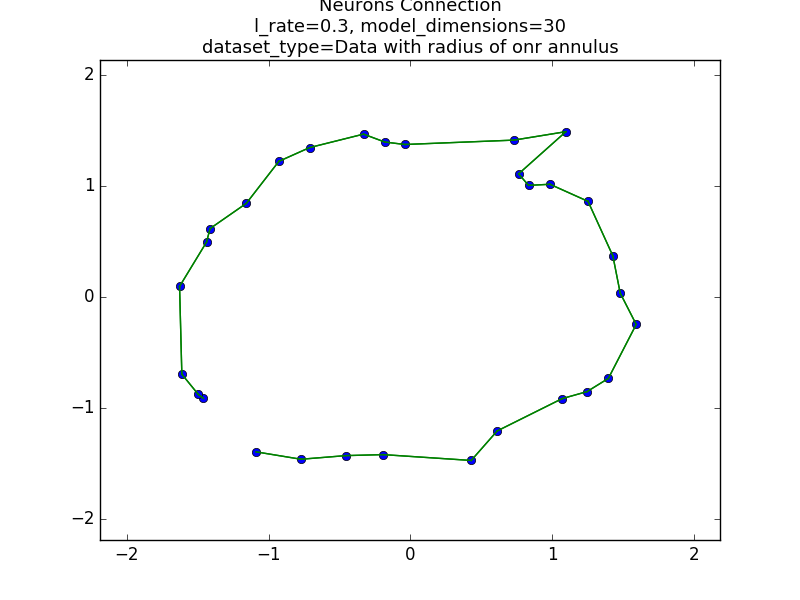 Neurons Connection
l_rate=0.3, model_dimensions=30
dataset_type=Data with radius of onr annulus
2
1
0
−1
−2
−2 −1 0 1 2